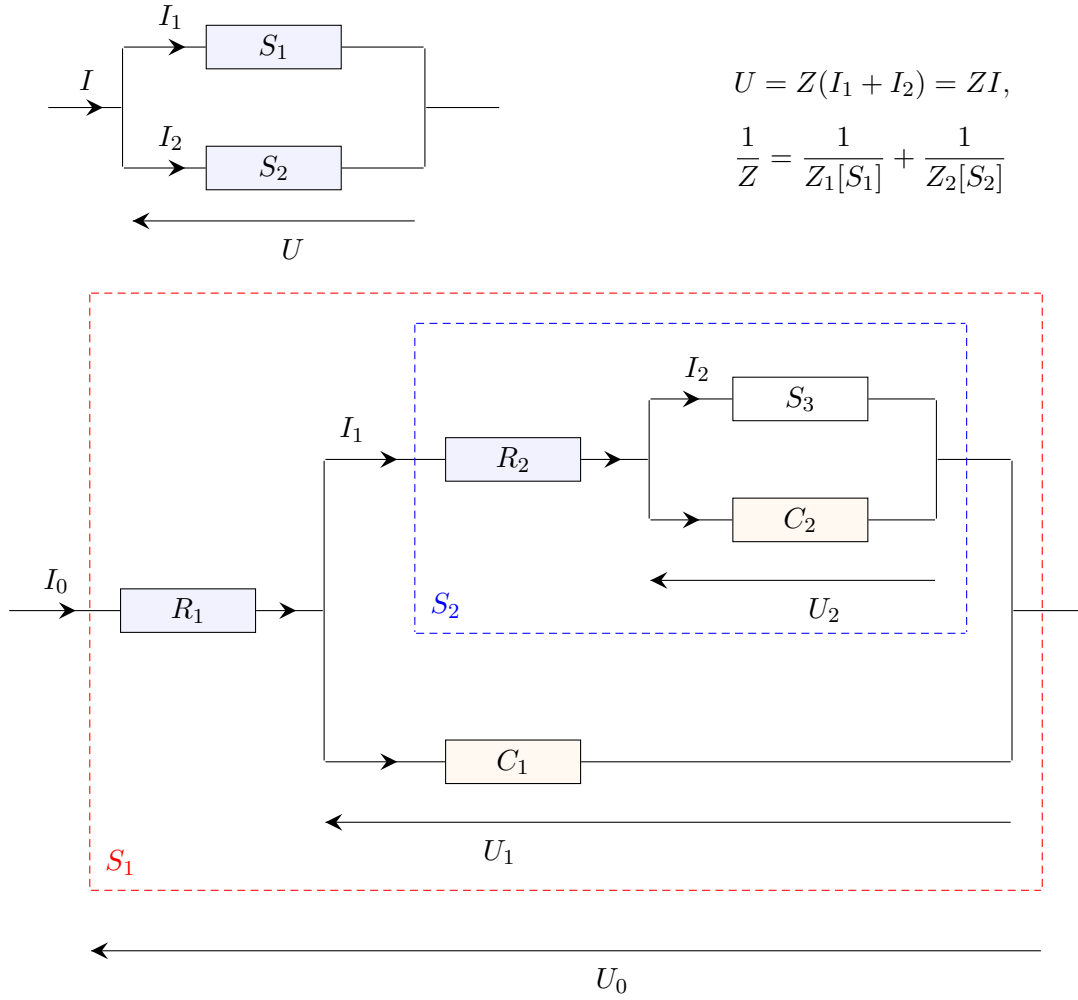 I₁
S₁
I
I₂
S₂
U
U = Z(I₁ + I₂) = ZI,
1/Z = 1/Z₁[S₁] + 1/Z₂[S₂]
I₂
S₃
I₁
R₂
C₂
U₂
S₂
I₀
R₁
C₁
U₁
S₁
U₀